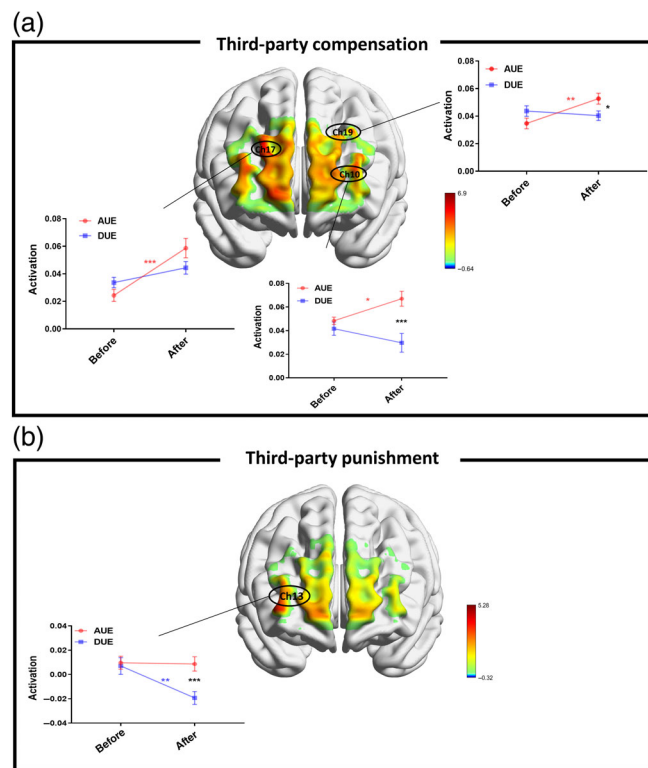 (a)
Third-party compensation
AUE
DUE
0.08
0.06
0.04
0.02
0.00
Activation
**
*
Before
After
Ch19
Ch17
Ch10
6.9
−0.64
AUE
DUE
0.08
0.06
0.04
0.02
0.00
Activation
***
Before
After
AUE
DUE
0.08
0.06
0.04
0.02
0.00
Activation
*
***
Before
After
(b)
Third-party punishment
Ch13
5.28
−0.32
AUE
DUE
0.04
0.02
0.00
−0.02
−0.04
Activation
**
***
Before
After